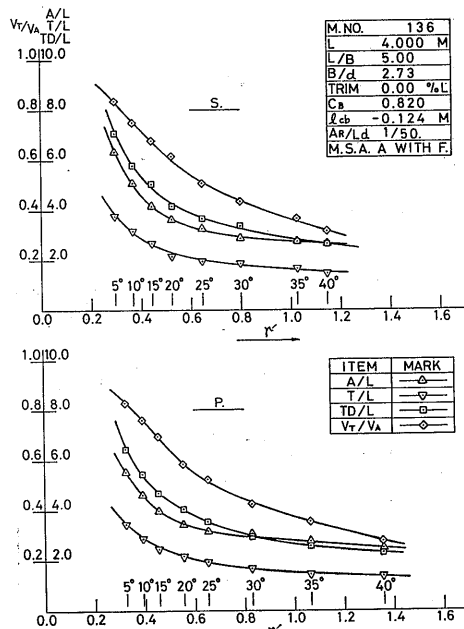 A/L
VT/VA T/L
TD/L
1.0 10.0
0.8 8.0
0.6 6.0
0.4 4.0
0.2 2.0
S.
M.NO. 136
L 4.000 M
L/B 5.00
B/d 2.73
TRIM 0.00 %L
CB 0.820
lcb -0.124 M
AR/Ld 1/50.
M.S.A. A WITH F.
5° 10° 15° 20° 25° 30° 35° 40°
0.0 0.2 0.4 0.6 0.8 1.0 1.2 1.4
r'
1.0 10.0
0.8 8.0
0.6 6.0
0.4 4.0
0.2 2.0
P.
ITEM MARK
A/L
T/L
TD/L
VT/VA
5° 10° 15° 20° 25° 30° 35° 40°
0.0 0.2 0.4 0.6 0.8 1.0 1.2 1.4